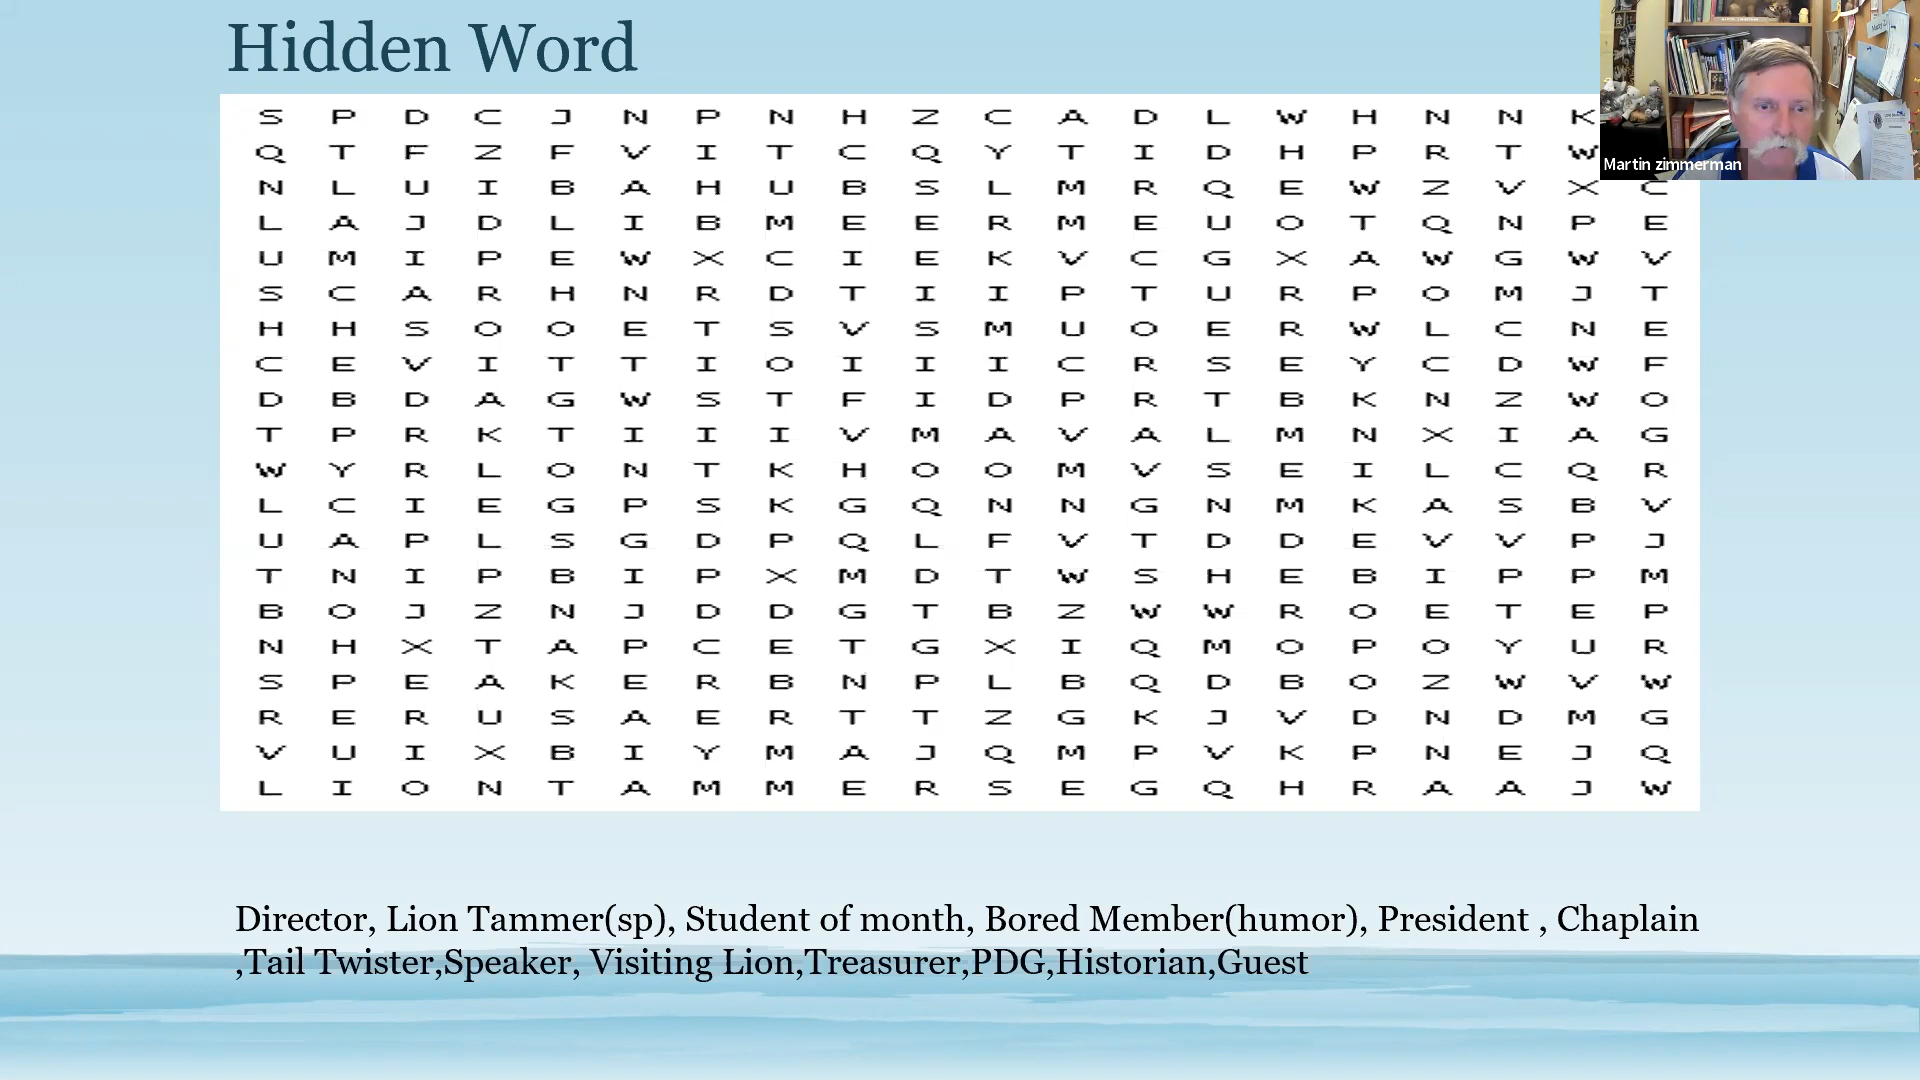 Hidden Word
S P D C J N P N H Z C A D L W H N N K
Q T F Z F V I T C Q Y T I D H P R T W
Martin zimmerman
N L U I B A H U B S L M R Q E W Z V X C
L A J D L I B M E E R M E U O T Q N P E
U M I P E W X C I E K V C G X A W G W V
S C A R H N R D T I I P T U R P O M J T
H H S O O E T S V S M U O E R W L C N E
C E V I T T I O I I I C R S E Y C D W F
D B D A G W S T F I D P R T B K N Z W O
T P R K T I I I V M A V A L M N X I A G
W Y R L O N T K H O O M V S E I L C Q R
L C I E G P S K G Q N N G N M K A S B V
U A P L S G D P Q L F V T D D E V V P J
T N I P B I P X M D T W S H E B I P P M
B O J Z N J D D G T B Z W W R O E T E P
N H X T A P C E T G X I Q M O P O Y U R
S P E A K E R B N P L B Q D B O Z W V W
R E R U S A E R T T Z G K J V D N D M G
V U I X B I Y M A J Q M P V K P N E J Q
L I O N T A M M E R S E G Q H R A A J W
Director, Lion Tammer(sp), Student of month, Bored Member(humor), President , Chaplain
,Tail Twister,Speaker, Visiting Lion,Treasurer,PDG,Historian,Guest